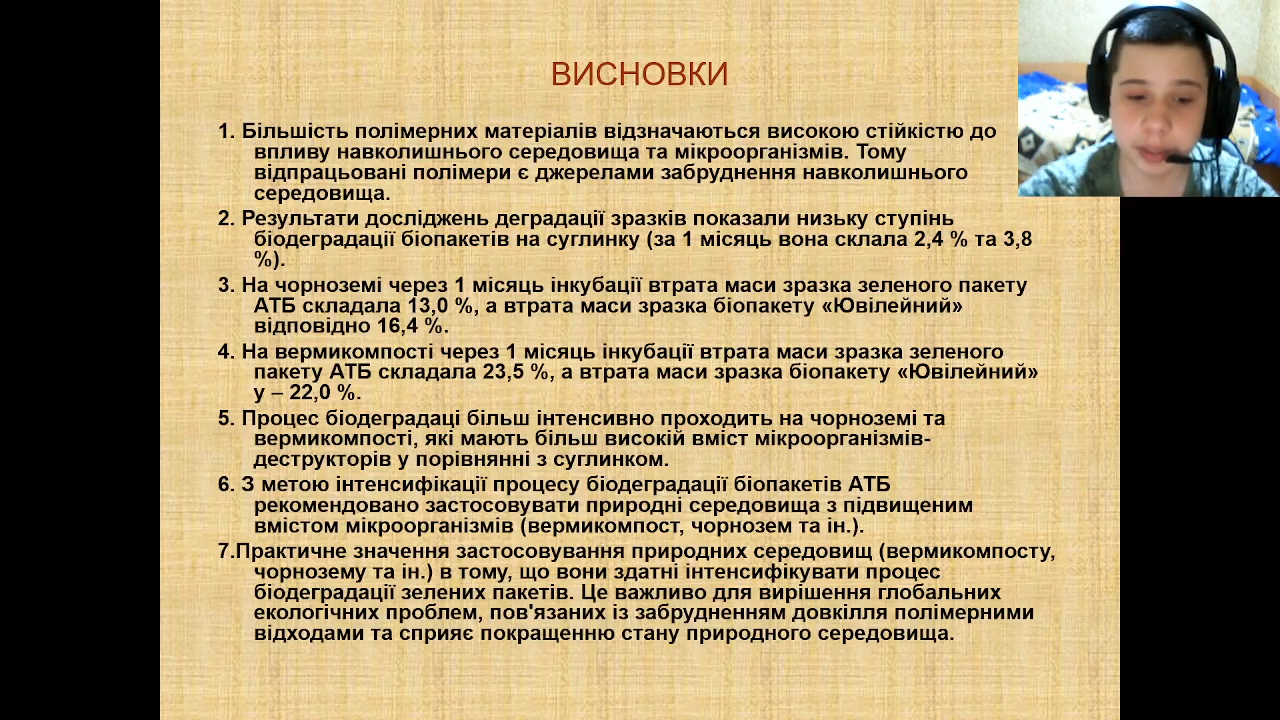 ВИСНОВКИ
1. Більшість полімерних матеріалів відзначаються високою стійкістю до
впливу навколишнього середовища та мікроорганізмів. Тому
відпрацьовані полімери є джерелами забруднення навколишнього
середовища.
2. Результати досліджень деградації зразків показали низьку ступінь
біодеградації біопакетів на суглинку (за 1 місяць вона склала 2,4 % та 3,8
%).
3. На чорноземі через 1 місяць інкубації втрата маси зразка зеленого пакету
АТБ складала 13,0 %, а втрата маси зразка біопакету «Ювілейний»
відповідно 16,4 %.
4. На вермикомпості через 1 місяць інкубації втрата маси зразка зеленого
пакету АТБ складала 23,5 %, а втрата маси зразка біопакету «Ювілейний»
у – 22,0 %.
5. Процес біодеградаці більш інтенсивно проходить на чорноземі та
вермикомпості, які мають більш високій вміст мікроорганізмів-
деструкторів у порівнянні з суглинком.
6. З метою інтенсифікації процесу біодеградації біопакетів АТБ
рекомендовано застосовувати природні середовища з підвищеним
вмістом мікроорганізмів (вермикомпост, чорнозем та ін.).
7.Практичне значення застосовування природних середовищ (вермикомпосту,
чорнозему та ін.) в тому, що вони здатні інтенсифікувати процес
біодеградації зелених пакетів. Це важливо для вирішення глобальних
екологічних проблем, пов'язаних із забрудненням довкілля полімерними
відходами та сприяє покращенню стану природного середовища.